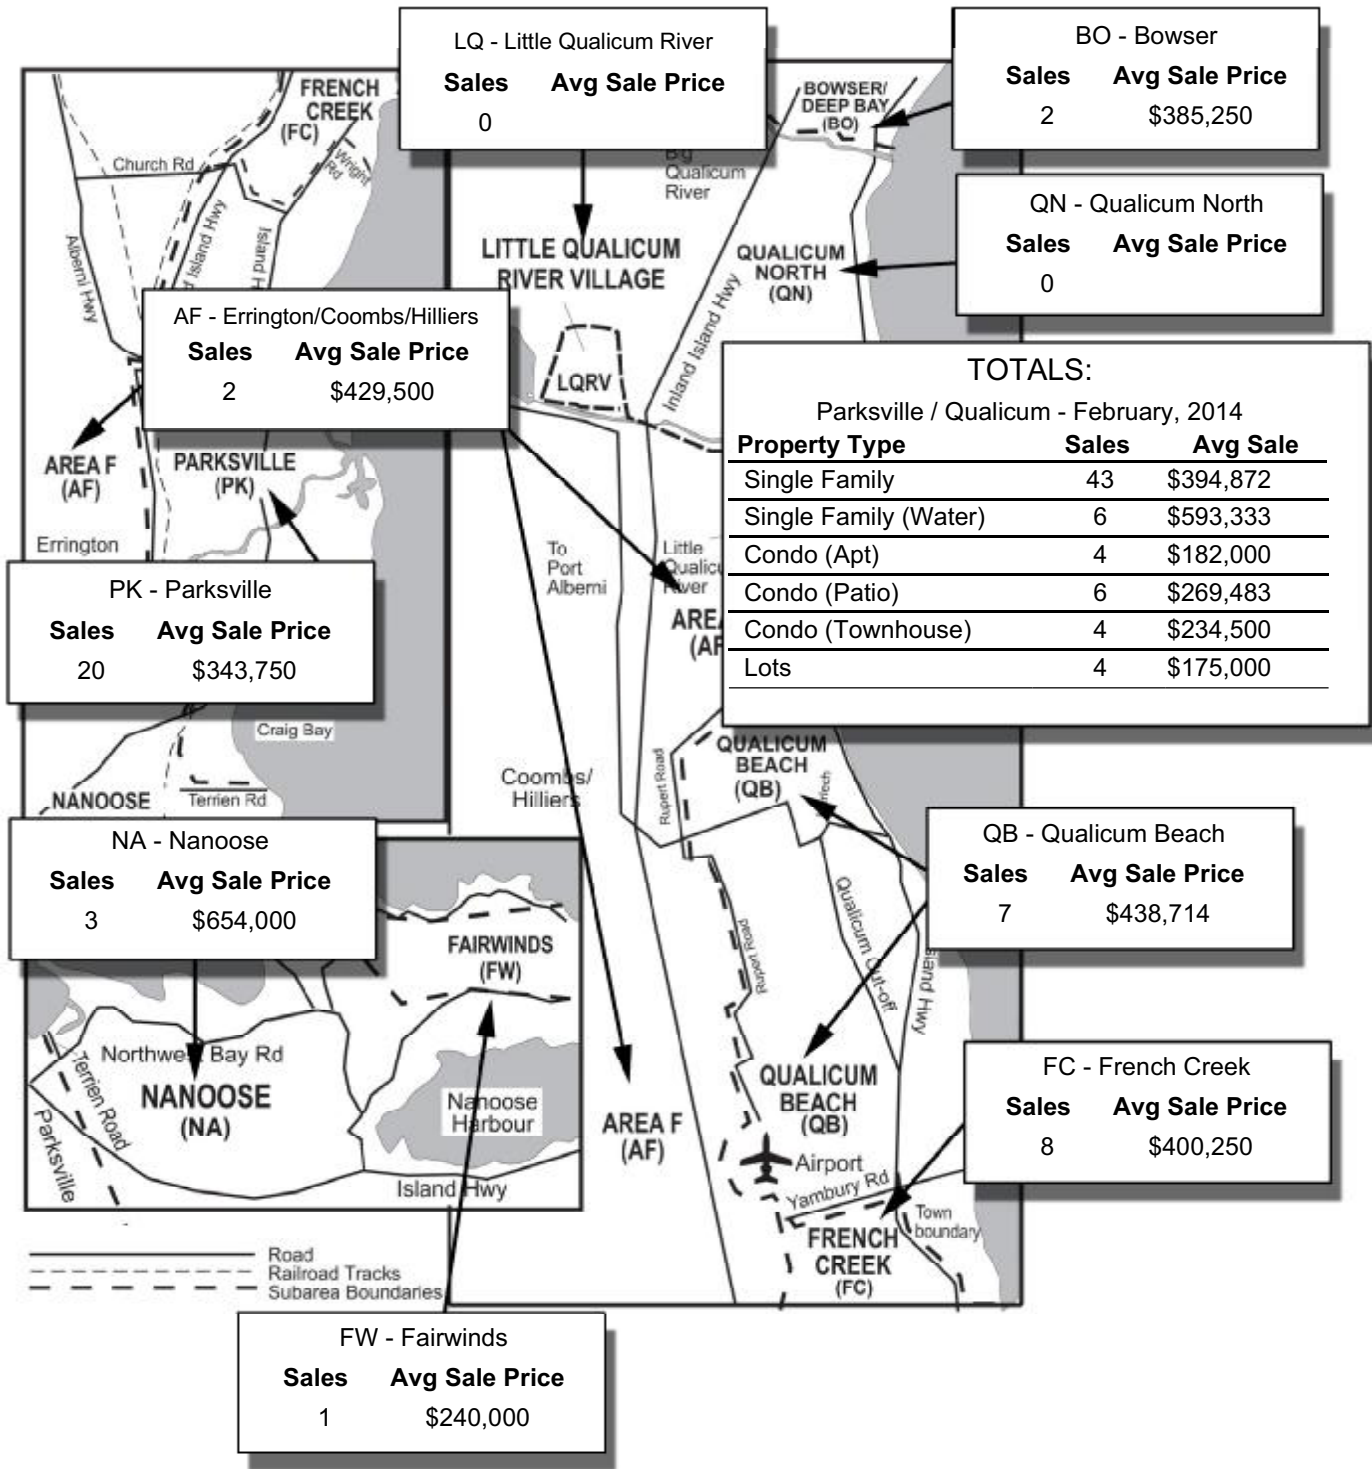 LQ - Little Qualicum River
Sales Avg Sale Price
0
BO - Bowser
Sales Avg Sale Price
2 $385,250
QN - Qualicum North
Sales Avg Sale Price
0
AF - Errington/Coombs/Hilliers
Sales Avg Sale Price
2 $429,500
TOTALS:
Parksville / Qualicum - February, 2014
Property Type Sales Avg Sale
Single Family 43 $394,872
Single Family (Water) 6 $593,333
Condo (Apt) 4 $182,000
Condo (Patio) 6 $269,483
Condo (Townhouse) 4 $234,500
Lots 4 $175,000
PK - Parksville
Sales Avg Sale Price
20 $343,750
NA - Nanoose
Sales Avg Sale Price
3 $654,000
QB - Qualicum Beach
Sales Avg Sale Price
7 $438,714
FC - French Creek
Sales Avg Sale Price
8 $400,250
FW - Fairwinds
Sales Avg Sale Price
1 $240,000
FRENCH
CREEK
(FC)
Church Rd
Wright
Rd
Alberni Hwy
Island Hwy
Island H
AREA F
(AF)
PARKSVILLE
(PK)
Errington
Craig Bay
Terrien Rd
NANOOSE
BOWSER/
DEEP BAY
(BO)
Big
Qualicum
River
LITTLE QUALICUM
RIVER VILLAGE
LQRV
QUALICUM
NORTH
(QN)
Inland Island Hwy
To
Port
Alberni
Little
Qualicu
River
AREA
(AF
Coombs/
Hilliers
Rupert Road
QUALICUM
BEACH
(QB)
Rupert Road
Qualicum Cut-off
sland Hwy
QUALICUM
BEACH
(QB)
Airport
Yambury Rd
Town
boundary
FRENCH
CREEK
(FC)
AREA F
(AF)
FAIRWINDS
(FW)
Northwest Bay Rd
NANOOSE
(NA)
Terrien Road
Parksville
Nanoose
Harbour
Island Hwy
Road
Railroad Tracks
Subarea Boundaries